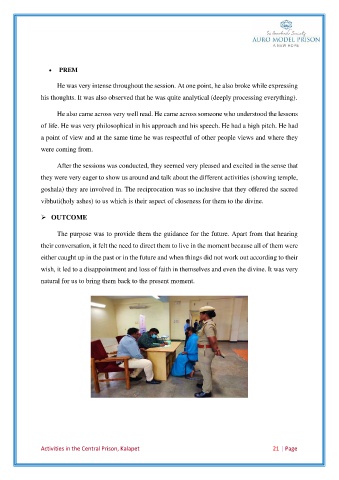 Sri Aurobindo Society
AURO MODEL PRISON
A NEW HOPE
• PREM
He was very intense throughout the session. At one point, he also broke while expressing
his thoughts. It was also observed that he was quite analytical (deeply processing everything).
He also came across very well read. He came across someone who understood the lessons
of life. He was very philosophical in his approach and his speech. He had a high pitch. He had
a point of view and at the same time he was respectful of other people views and where they
were coming from.
After the sessions was conducted, they seemed very pleased and excited in the sense that
they were very eager to show us around and talk about the different activities (showing temple,
goshala) they are involved in. The reciprocation was so inclusive that they offered the sacred
vibhuti(holy ashes) to us which is their aspect of closeness for them to the divine.
➢ OUTCOME
The purpose was to provide them the guidance for the future. Apart from that hearing
their conversation, it felt the need to direct them to live in the moment because all of them were
either caught up in the past or in the future and when things did not work out according to their
wish, it led to a disappointment and loss of faith in themselves and even the divine. It was very
natural for us to bring them back to the present moment.
Activities in the Central Prison, Kalapet 21 | Page